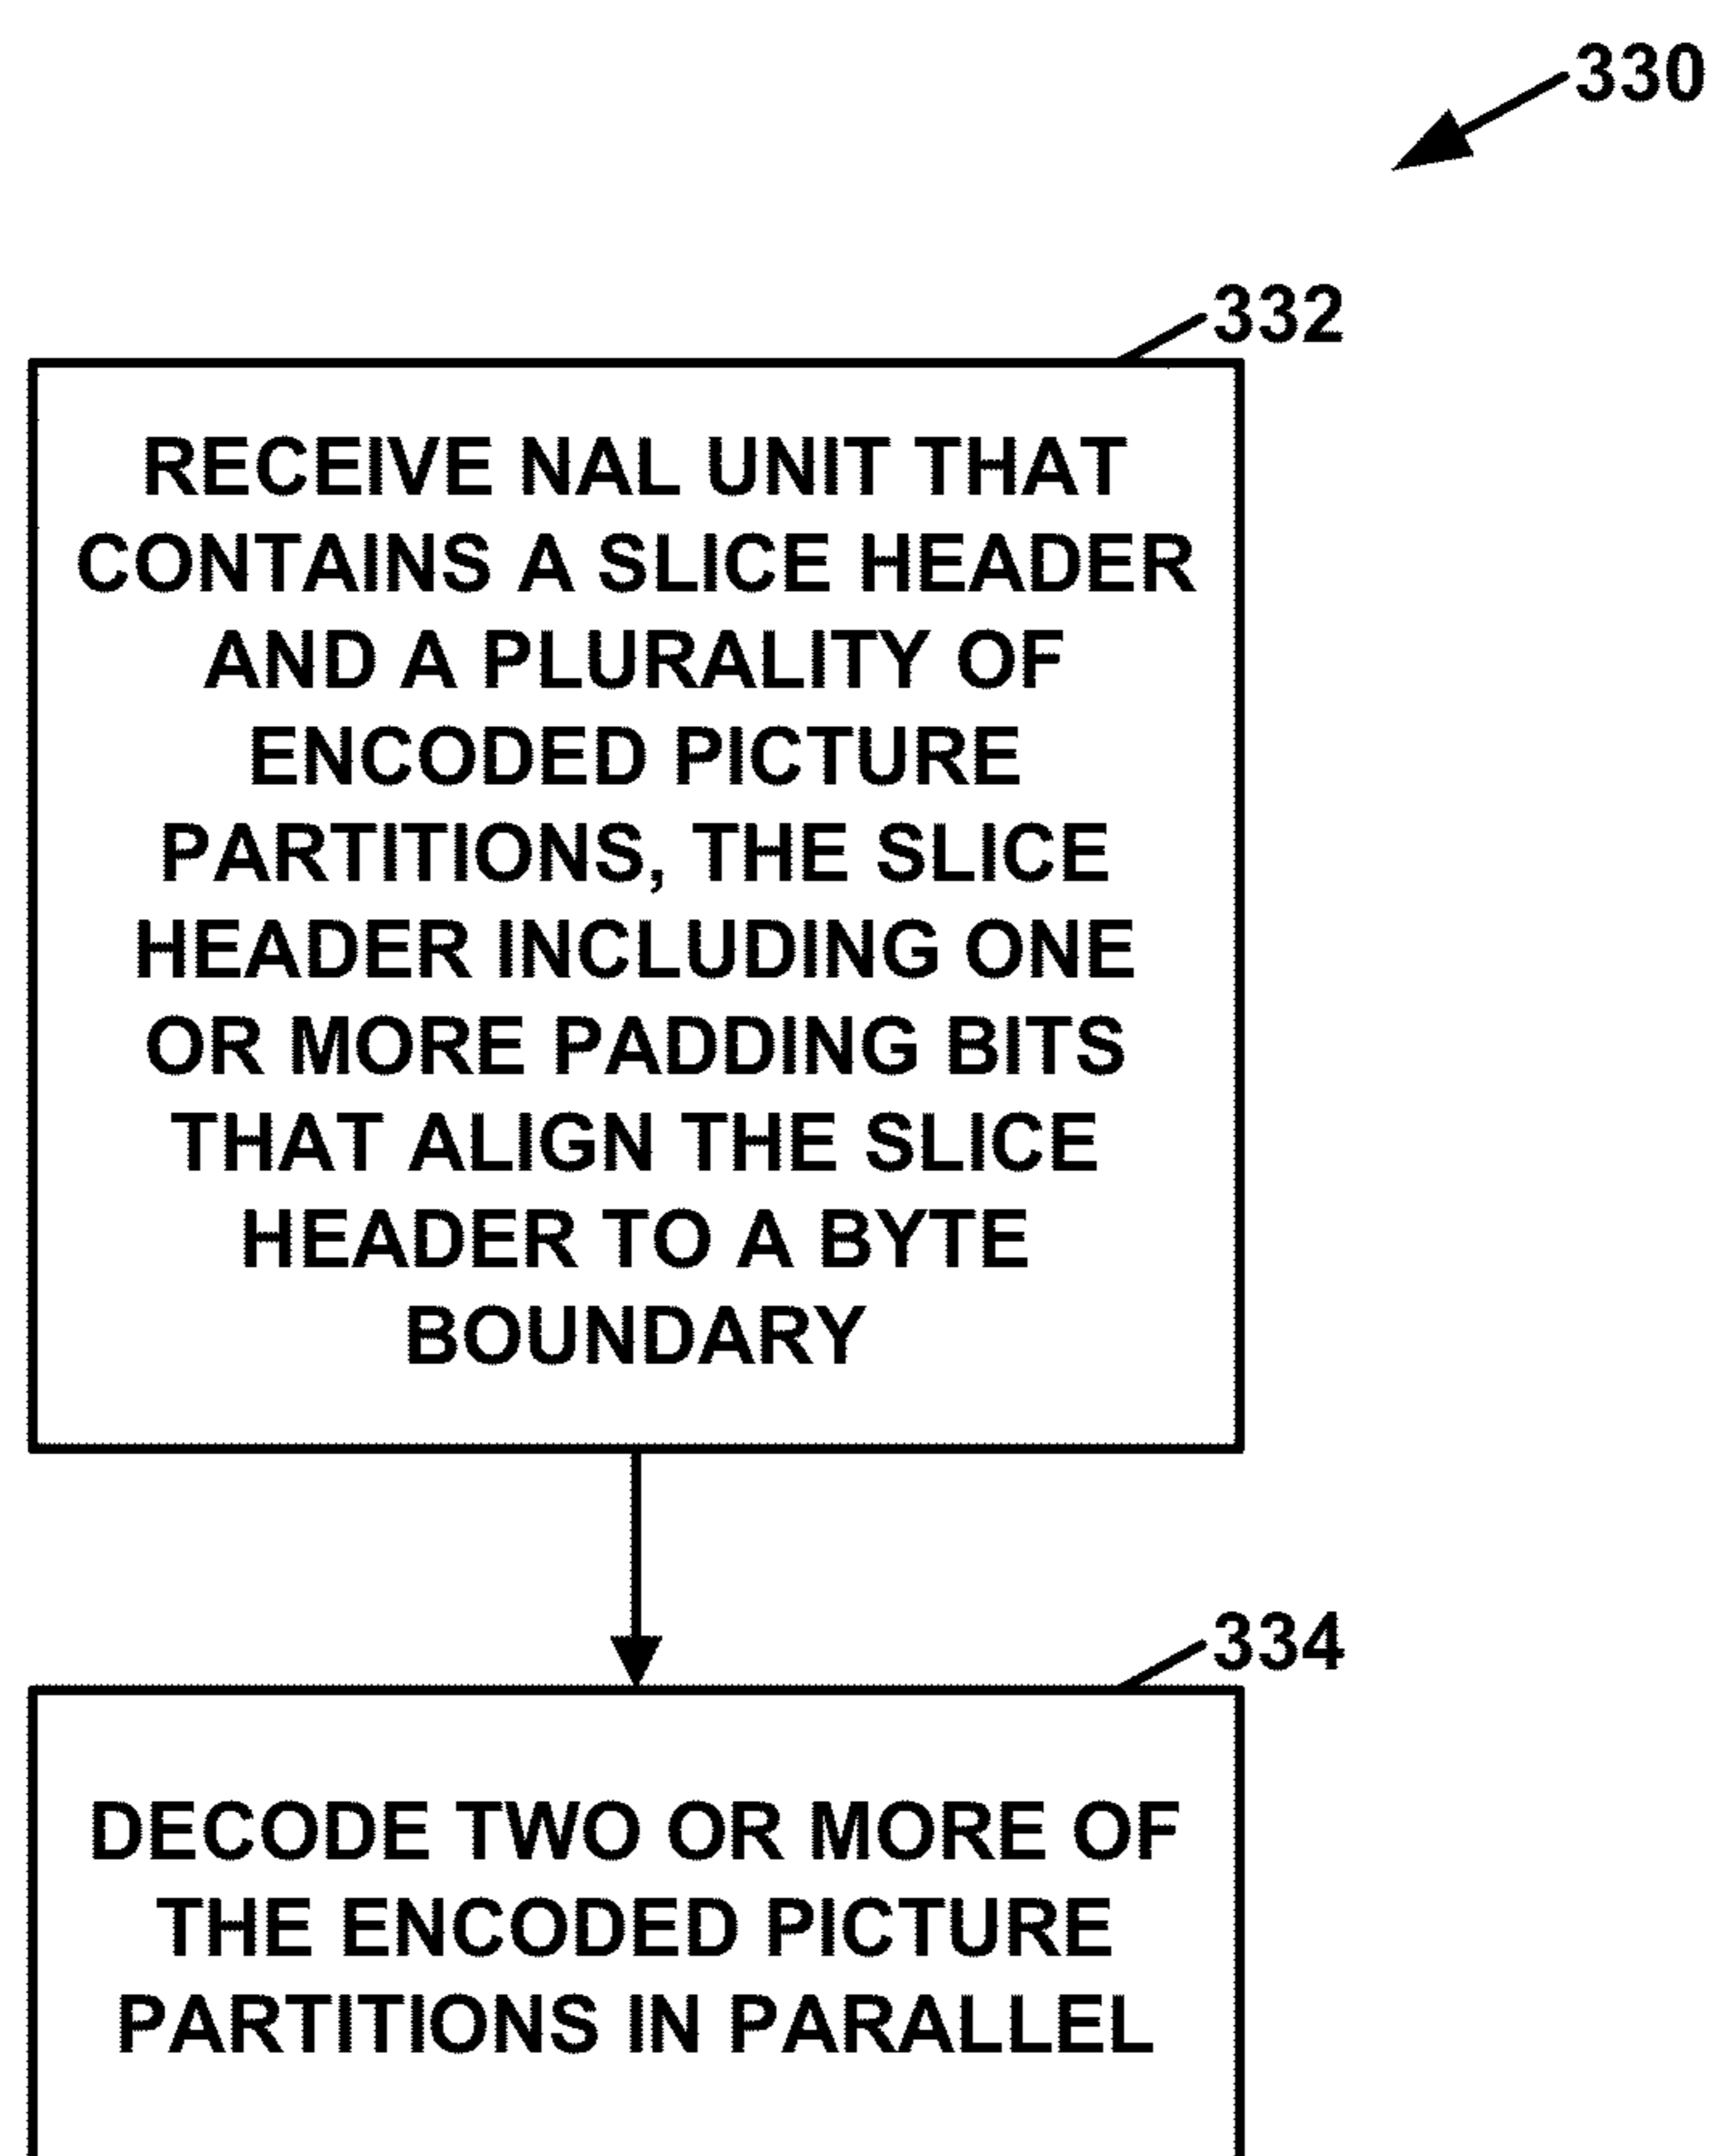 330
332
RECEIVE NAL UNIT THAT
CONTAINS A SLICE HEADER
AND A PLURALITY OF
ENCODED PICTURE
PARTITIONS, THE SLICE
HEADER INCLUDING ONE
OR MORE PADDING BITS
THAT ALIGN THE SLICE
HEADER TO A BYTE
BOUNDARY
334
DECODE TWO OR MORE OF
THE ENCODED PICTURE
PARTITIONS IN PARALLEL